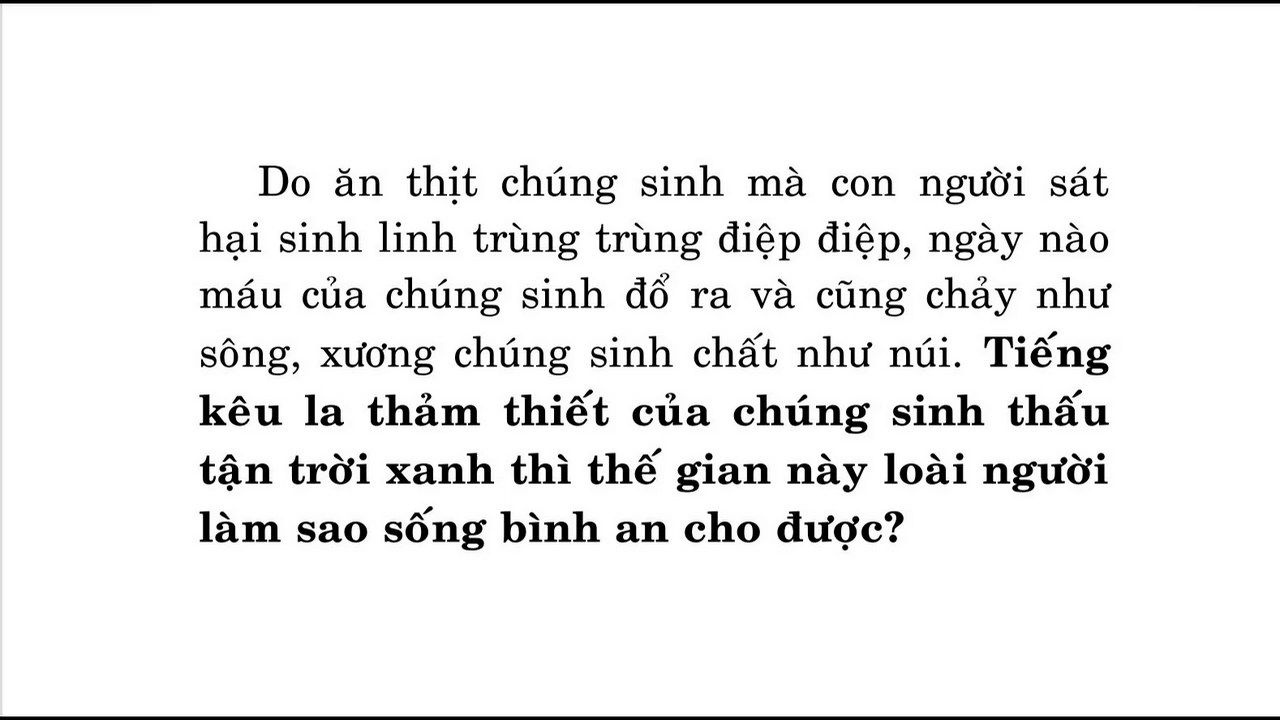 Do ăn thịt chúng sinh mà con người sát
hại sinh linh trùng trùng điệp điệp, ngày nào
máu của chúng sinh đổ ra và cũng chảy như
sông, xương chúng sinh chất như núi. Tiếng
kêu la thảm thiết của chúng sinh thấu
tận trời xanh thì thế gian này loài người
làm sao sống bình an cho được?